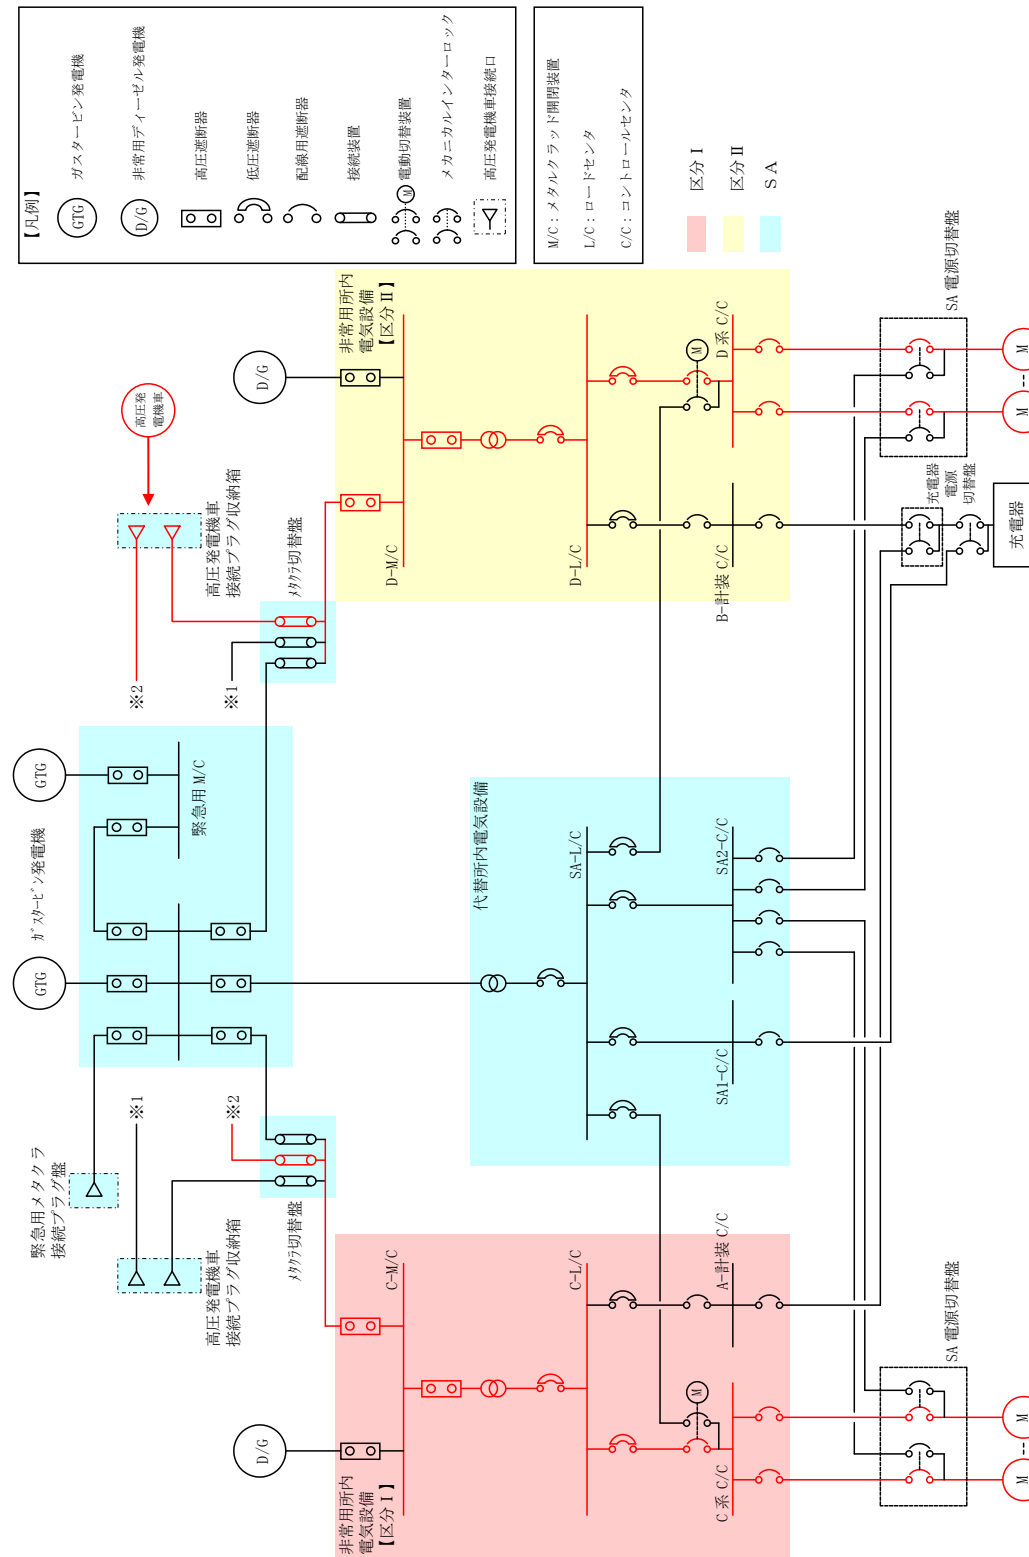 【凡例】
GTG
ガスタービン発電機
D/G
非常用ディーゼル発電機
高圧遮断器
低圧遮断器
配線用遮断器
接続装置
M
電動切替装置
メカニカルインターロック
高圧発電機車接続口
M/C：メタルクラッド開閉装置
L/C：ロードセンタ
C/C：コントロールセンタ
区分Ⅰ
区分Ⅱ
ＳＡ
緊急用メタクラ
接続プラグ盤
高圧発電機車
接続プラグ収納箱
※1
※2
ﾒﾀｸﾗ切替盤
GTG
ｶﾞｽﾀｰﾋﾞﾝ発電機
GTG
緊急用 M/C
※2
※1
高圧発
電機車
高圧発電機車
接続プラグ収納箱
ﾒﾀｸﾗ切替盤
D/G
D/G
非常用所内
電気設備
【区分Ⅰ】
C-M/C
C-L/C
M
C 系 C/C
A-計装 C/C
代替所内電気設備
SA-L/C
SA1-C/C
SA2-C/C
非常用所内
電気設備
【区分Ⅱ】
D-M/C
D-L/C
M
B-計装 C/C
D 系 C/C
SA 電源切替盤
M
M
充電器
電源
切替盤
充電器
SA 電源切替盤
M
M